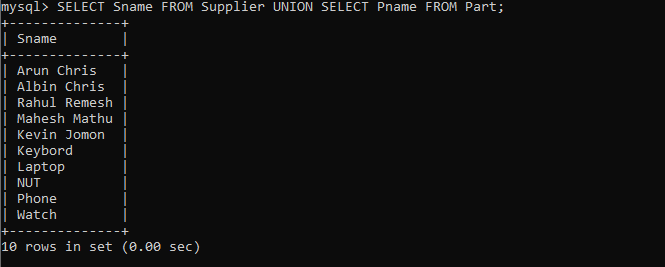 mysql> SELECT Sname FROM Supplier UNION SELECT Pname FROM Part;
+--------------+
| Sname        |
+--------------+
| Arun Chris   |
| Albin Chris  |
| Rahul Remesh |
| Mahesh Mathu |
| Kevin Jomon  |
| Keybord      |
| Laptop       |
| NUT          |
| Phone        |
| Watch        |
+--------------+
10 rows in set (0.00 sec)